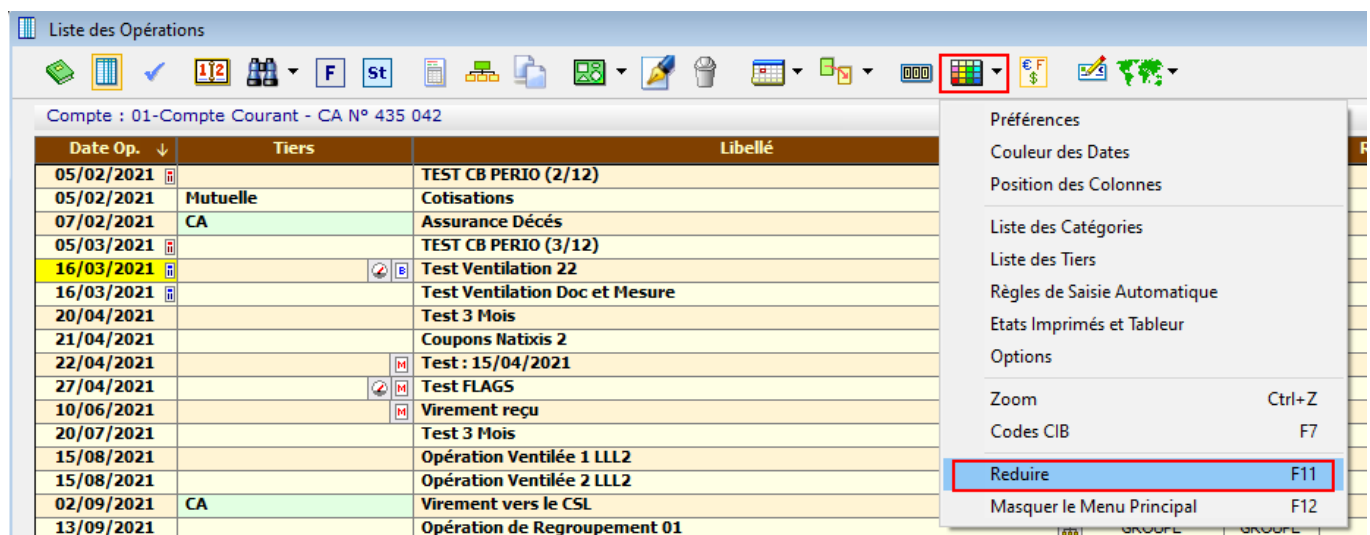 Liste des Opérations
F St
Compte : 01-Compte Courant - CA N° 435 042
Date Op. ↓ Tiers Libellé R
05/02/2021 TEST CB PERIO (2/12)
05/02/2021 Mutuelle Cotisations
07/02/2021 CA Assurance Décés
05/03/2021 TEST CB PERIO (3/12)
16/03/2021 B Test Ventilation 22
16/03/2021 Test Ventilation Doc et Mesure
20/04/2021 Test 3 Mois
21/04/2021 Coupons Natixis 2
22/04/2021 M Test : 15/04/2021
27/04/2021 M Test FLAGS
10/06/2021 M Virement reçu
20/07/2021 Test 3 Mois
15/08/2021 Opération Ventilée 1 LLL2
15/08/2021 Opération Ventilée 2 LLL2
02/09/2021 CA Virement vers le CSL
13/09/2021 Opération de Regroupement 01 GROUPE GROUPE
Préférences
Couleur des Dates
Position des Colonnes
Liste des Catégories
Liste des Tiers
Règles de Saisie Automatique
Etats Imprimés et Tableur
Options
Zoom Ctrl+Z
Codes CIB F7
Reduire F11
Masquer le Menu Principal F12